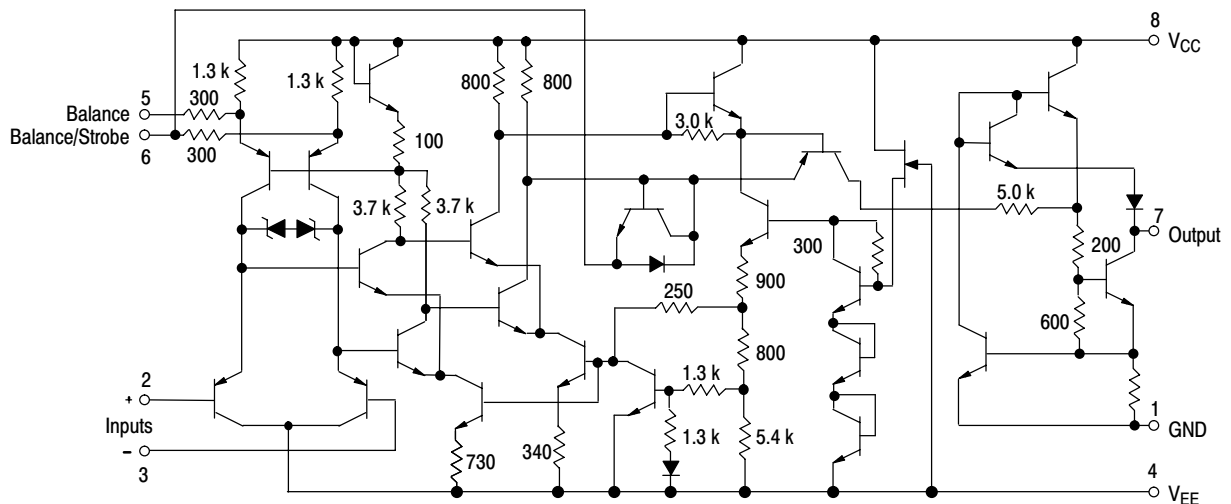 8
V_CC
1.3 k
1.3 k
800
800
5
Balance
300
Balance/Strobe
6
300
100
3.0 k
3.7 k
3.7 k
5.0 k
7
Output
300
200
900
250
600
800
2
+
Inputs
–
3
1.3 k
1.3 k
5.4 k
340
730
1
GND
4
V_EE